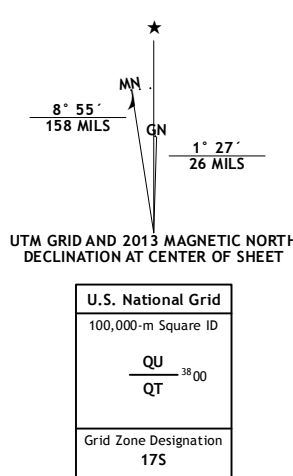 ★
MN
8° 55´
158 MILS
GN
1° 27´
26 MILS
UTM GRID AND 2013 MAGNETIC NORTH
DECLINATION AT CENTER OF SHEET
U.S. National Grid
100,000-m Square ID
QU
3800
QT
Grid Zone Designation
17S